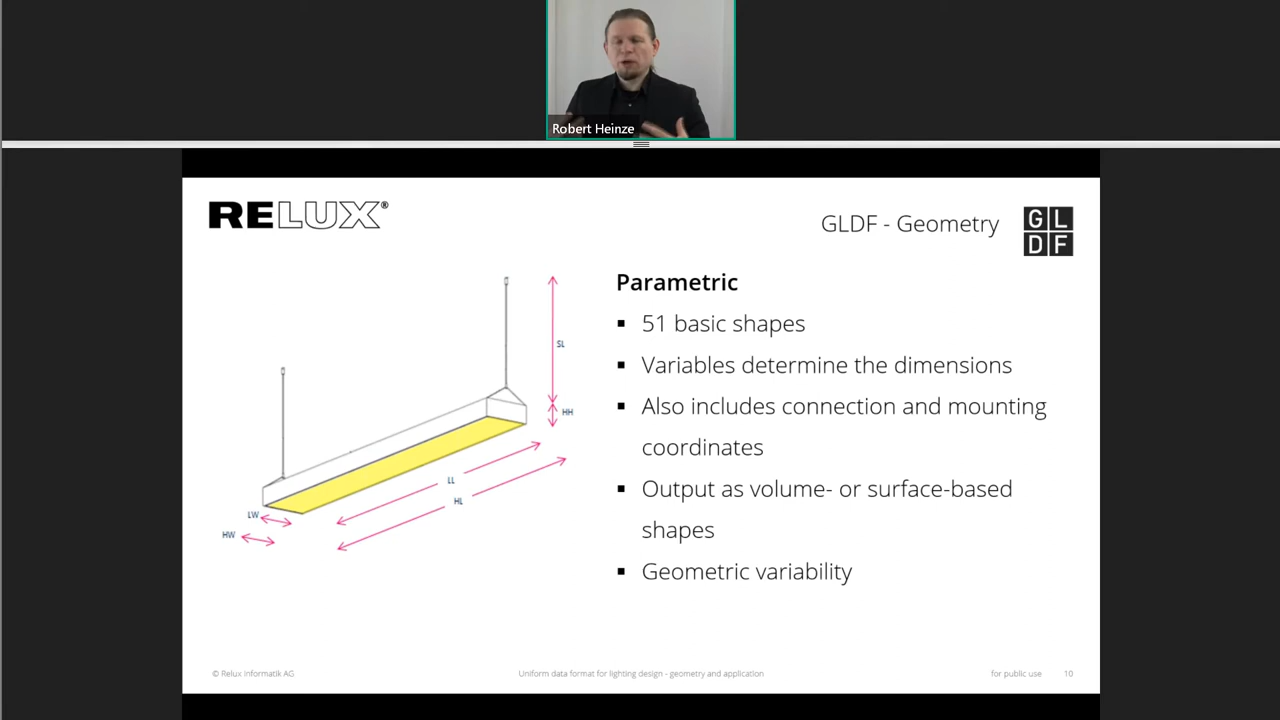 Robert Heinze
RELUX®
GLDF - Geometry
GL
DF
Parametric
▪ 51 basic shapes
▪ Variables determine the dimensions
▪ Also includes connection and mounting
coordinates
▪ Output as volume- or surface-based
shapes
▪ Geometric variability
SL
HH
LL
HL
LW
HW
© Relux Informatik AG
Uniform data format for lighting design - geometry and application
for public use
10